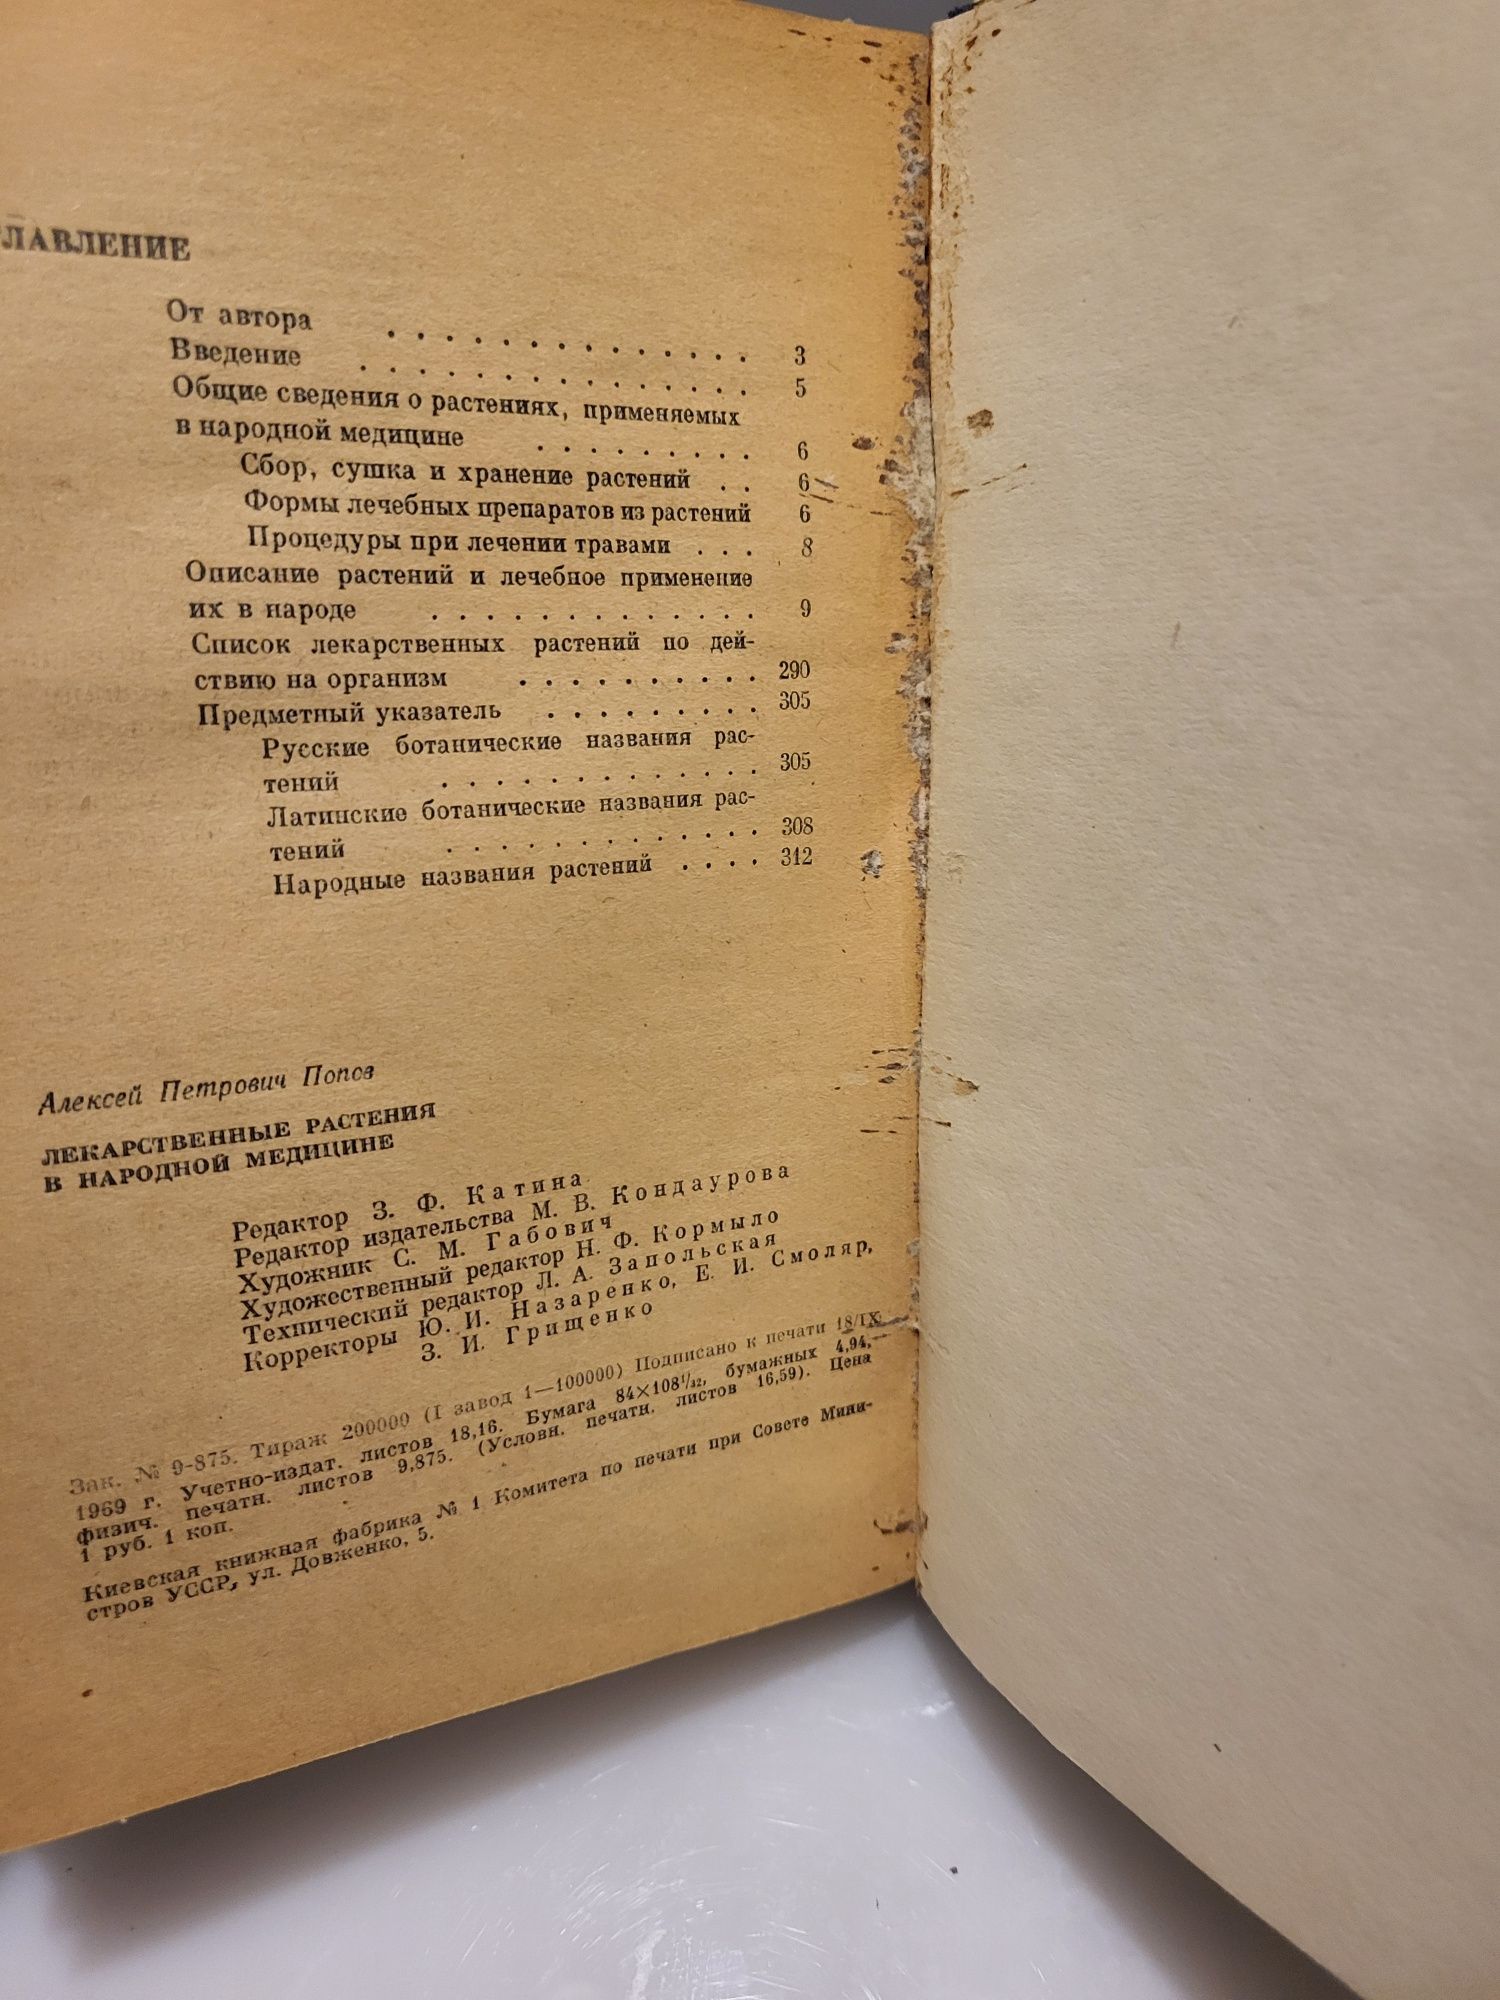 ГЛАВЛЕНИЕ
От автора . . . . . . . . . . . . . 3
Введение . . . . . . . . . . . . . . 5
Общие сведения о растениях, применяемых
в народной медицине . . . . . . . . 6
Сбор, сушка и хранение растений . . 6
Формы лечебных препаратов из растений 6
Процедуры при лечении травами . . . 8
Описание растений и лечебное применение
их в народе . . . . . . . . . . . . 9
Список лекарственных растений по дей-
ствию на организм . . . . . . . . . 290
Предметный указатель . . . . . . . . 305
Русские ботанические названия рас-
тений . . . . . . . . . . . . 305
Латинские ботанические названия рас-
тений . . . . . . . . . . . . 308
Народные названия растений . . . . 312
Алексей Петрович Попов
ЛЕКАРСТВЕННЫЕ РАСТЕНИЯ
В НАРОДНОЙ МЕДИЦИНЕ
Редактор З. Ф. Катина
Редактор издательства М. В. Кондаурова
Художник С. М. Габович
Художественный редактор Н. Ф. Кормыло
Технический редактор Л. А. Запольская
Корректоры Ю. И. Назаренко, Е. И. Смоляр,
З. И. Грищенко
Зак. № 9-875. Тираж 200000 (I завод 1—100000) Подписано к печати 18/IX
1969 г. Учетно-издат. листов 18,16. Бумага 84×108¹/₃₂, бумажных 4,94,
физич. печатн. листов 9,875. (Условн. печатн. листов 16,59). Цена
1 руб. 1 коп.
Киевская книжная фабрика № 1 Комитета по печати при Совете Мини-
стров УССР, ул. Довженко, 5.